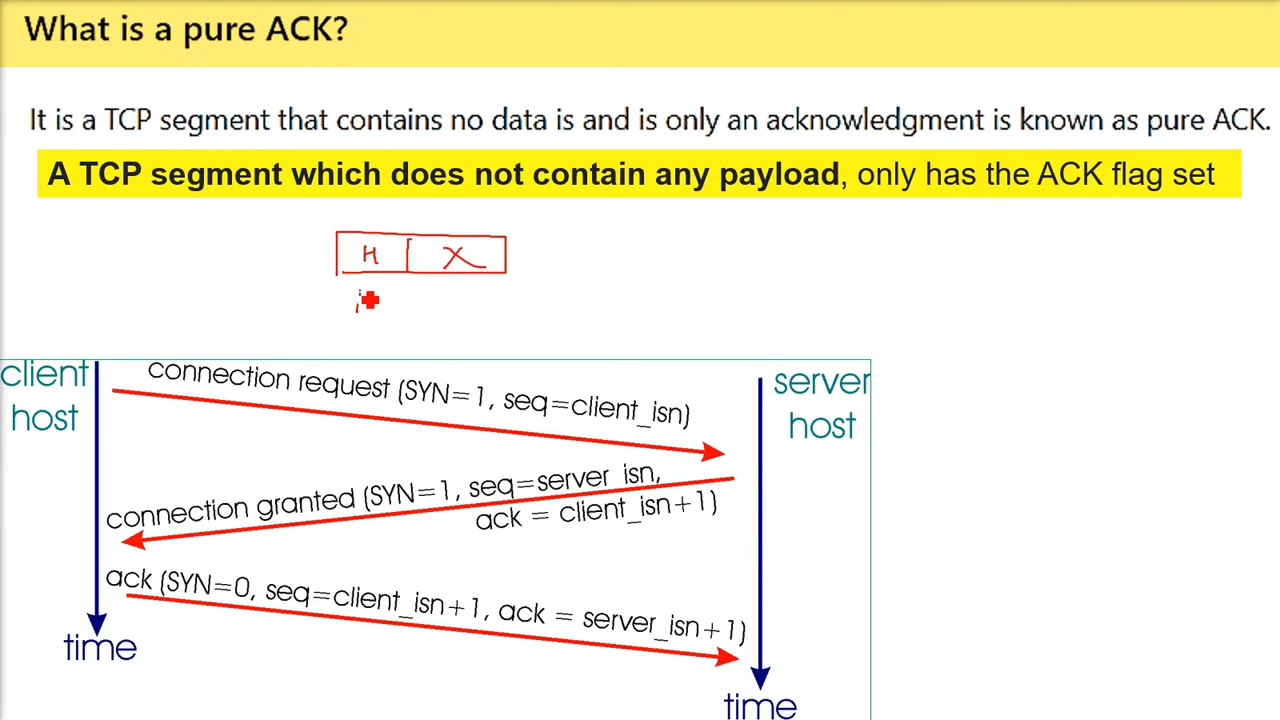 What is a pure ACK?
It is a TCP segment that contains no data is and is only an acknowledgment is known as pure ACK.
A TCP segment which does not contain any payload, only has the ACK flag set
H X
client
host
connection request (SYN=1, seq=client_isn)
server
host
connection granted (SYN=1, seq=server_isn,
ack = client_isn+1)
ack (SYN=0, seq=client_isn+1, ack = server_isn+1)
time
time